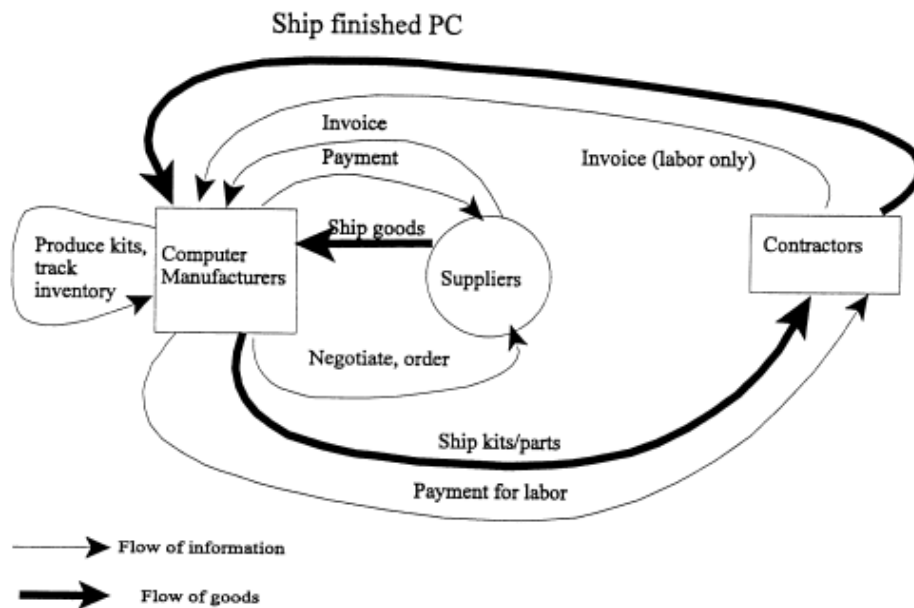 Ship finished PC
Invoice
Payment
Invoice (labor only)
Ship goods
Produce kits,
track
inventory
Computer
Manufacturers
Suppliers
Contractors
Negotiate, order
Ship kits/parts
Payment for labor
Flow of information
Flow of goods